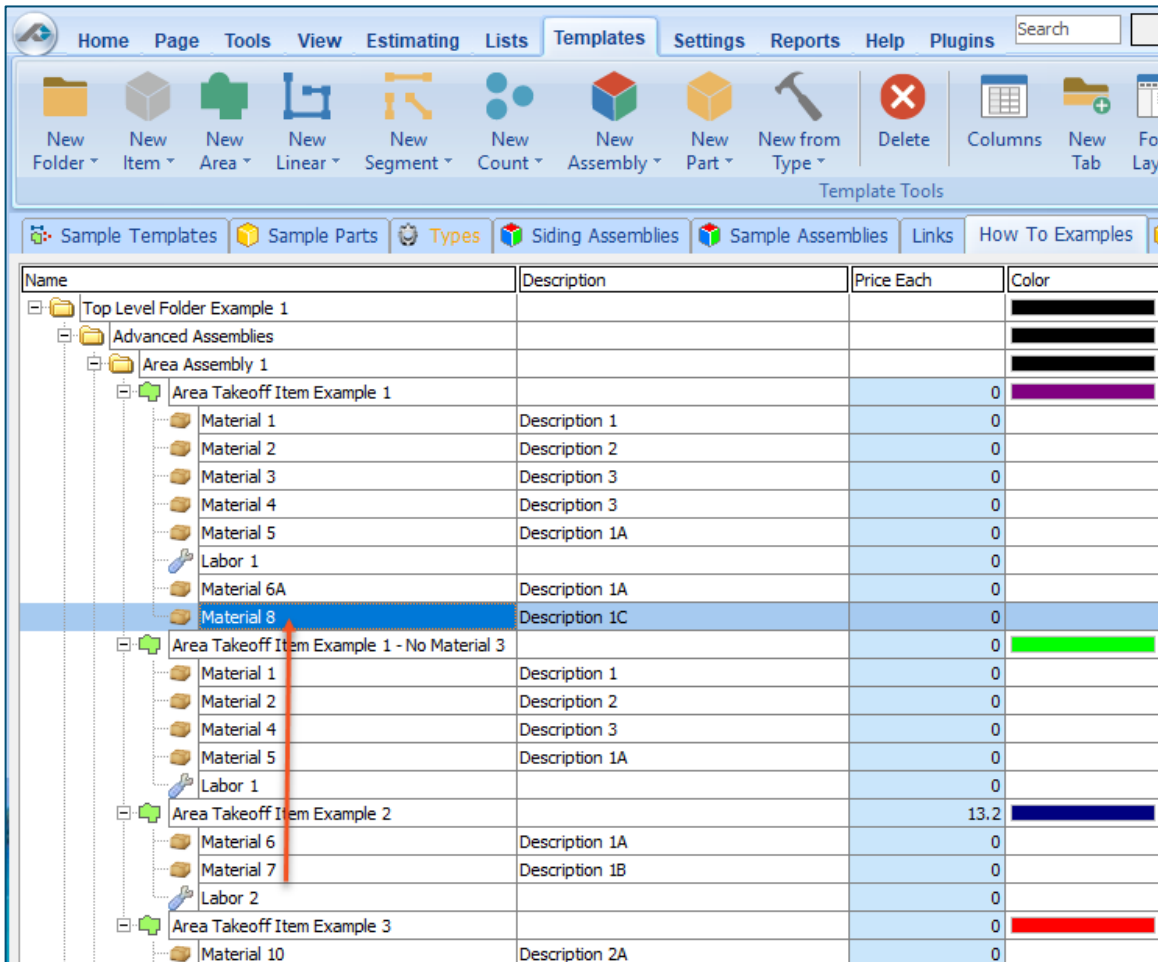 Home Page Tools View Estimating Lists Templates Settings Reports Help Plugins Search
New Folder New Item New Area New Linear New Segment New Count New Assembly New Part New from Type Delete Columns New Tab
Template Tools
Sample Templates Sample Parts Types Siding Assemblies Sample Assemblies Links How To Examples
Name Description Price Each Color
Top Level Folder Example 1
Advanced Assemblies
Area Assembly 1
Area Takeoff Item Example 1 0
Material 1 Description 1 0
Material 2 Description 2 0
Material 3 Description 3 0
Material 4 Description 3 0
Material 5 Description 1A 0
Labor 1 0
Material 6A Description 1A 0
Material 8 Description 1C 0
Area Takeoff Item Example 1 - No Material 3 0
Material 1 Description 1 0
Material 2 Description 2 0
Material 4 Description 3 0
Material 5 Description 1A 0
Labor 1 0
Area Takeoff Item Example 2 13.2
Material 6 Description 1A 0
Material 7 Description 1B 0
Labor 2 0
Area Takeoff Item Example 3 0
Material 10 Description 2A 0